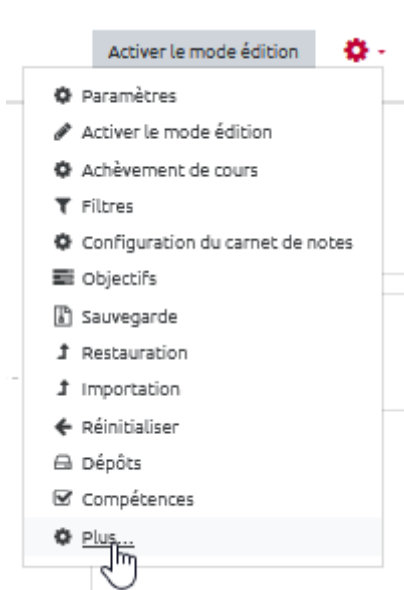 Activer le mode édition
Paramètres
Activer le mode édition
Achèvement de cours
Filtres
Configuration du carnet de notes
Objectifs
Sauvegarde
Restauration
Importation
Réinitialiser
Dépôts
Compétences
Plus...